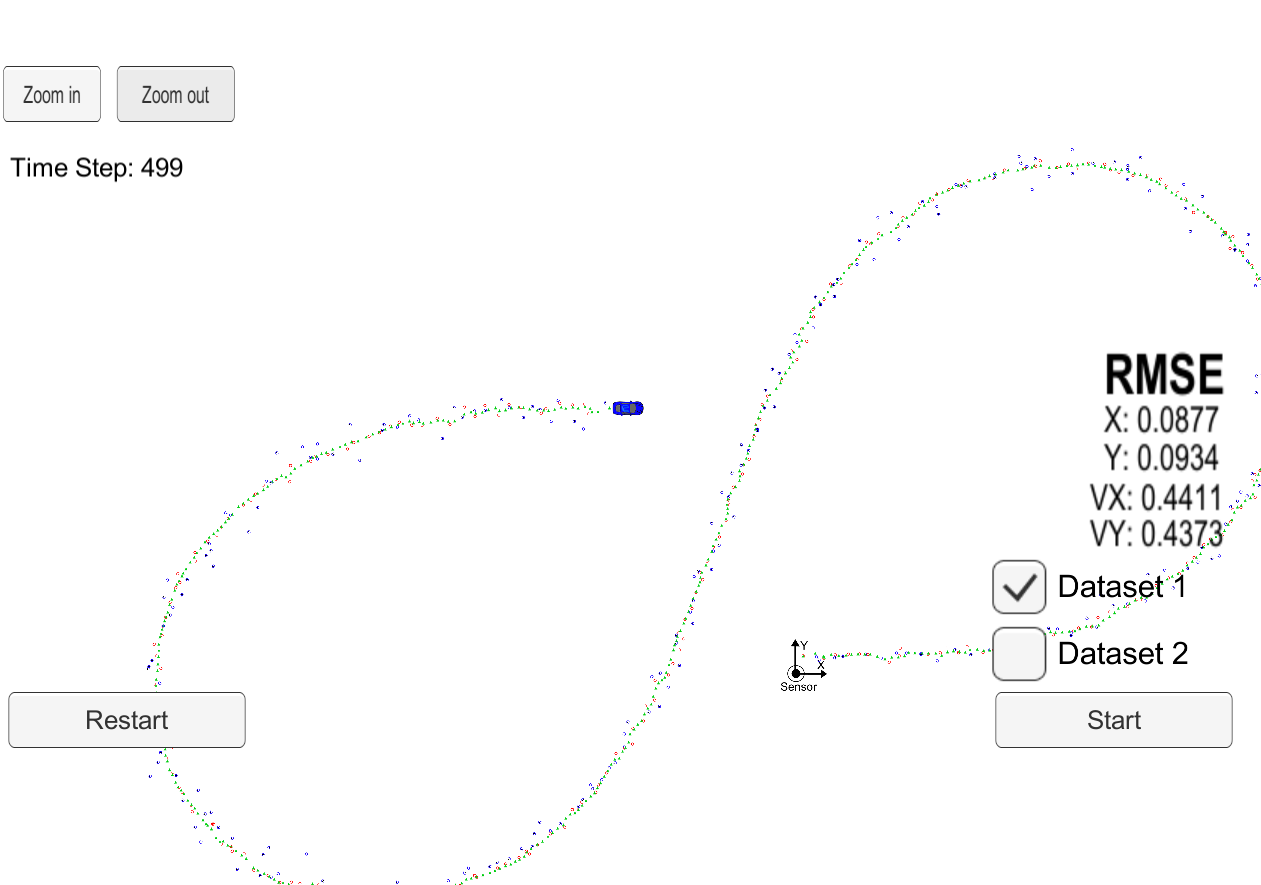 Zoom in
Zoom out
Time Step: 499
RMSE
X: 0.0877
Y: 0.0934
VX: 0.4411
VY: 0.4373
Dataset 1
Y
X
Sensor
Dataset 2
Restart
Start